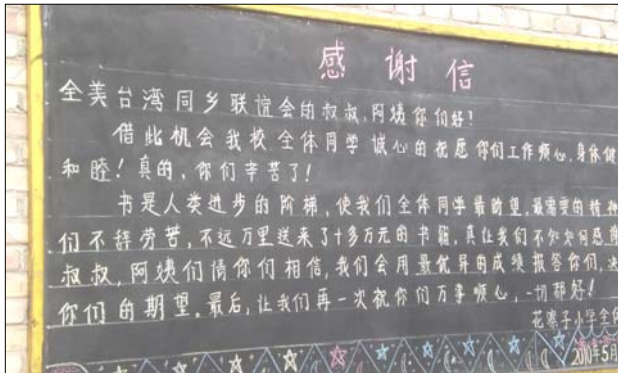 感谢信
全美台湾同乡联谊会的叔叔,阿姨你们好!
借此机会我校全体同学诚心的祝愿你们工作顺心,身体健
和睦!真的,你们辛苦了!
书是人类进步的阶梯,使我们全体同学最盼望,最需要的精神
们不辞劳苦,不远万里送来了十多万元的书籍,真让我们不知如何感谢
叔叔,阿姨们请你们相信,我们会用最优异的成绩报答你们,决
你们的期望。最后,让我们再一次祝你们万事顺心,一切都好!
花寨子小学全体
2010年5月